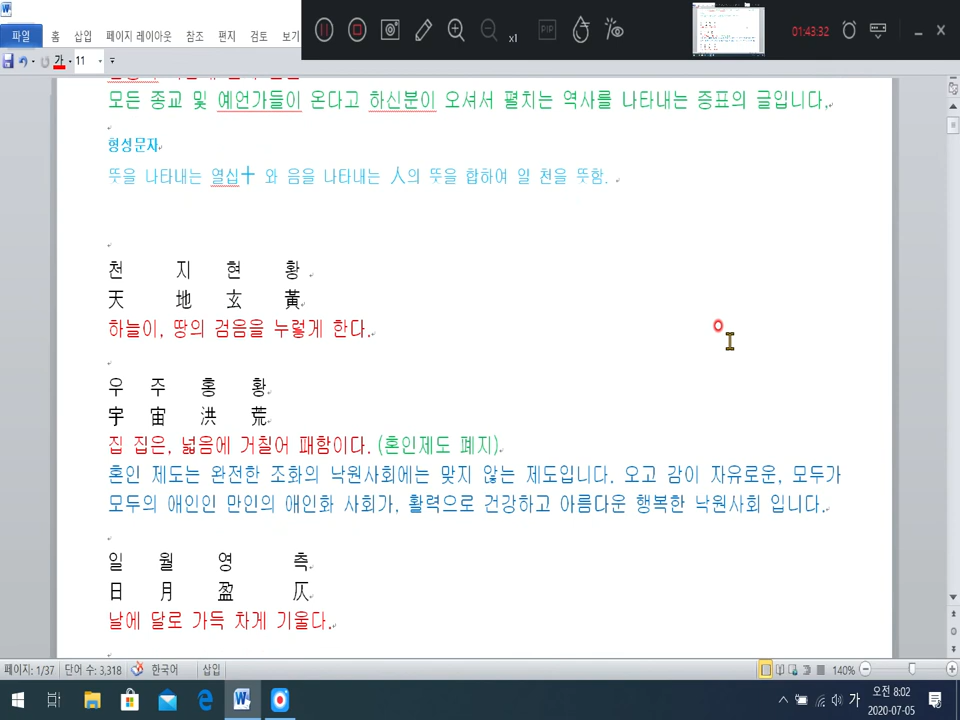 파일 홈 삽입 페이지 레이아웃 참조 편지 검토 보기
x1 PIP 01:43:32
가 11
모든 종교 및 예언가들이 온다고 하신분이 오셔서 펼치는 역사를 나타내는 증표의 글입니다,
형성문자
뜻을 나타내는 열십十 와 음을 나타내는 人의 뜻을 합하여 일 천을 뜻함.
천 지 현 황
天 地 玄 黃
하늘이, 땅의 검음을 누렇게 한다.
우 주 홍 황
宇 宙 洪 荒
집 집은, 넓음에 거칠어 패함이다. (혼인제도 폐지)
혼인 제도는 완전한 조화의 낙원사회에는 맞지 않는 제도입니다. 오고 감이 자유로운, 모두가
모두의 애인인 만인의 애인화 사회가, 활력으로 건강하고 아름다운 행복한 낙원사회 입니다.
일 월 영 측
日 月 盈 仄
날에 달로 가득 차게 기울다.
페이지: 1/37 단어 수: 3,318 한국어 삽입 140%
가 오전 8:02
2020-07-05